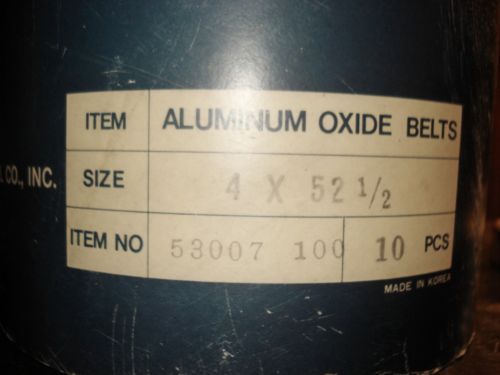 ITEM ALUMINUM OXIDE BELTS
CO., INC.
SIZE 4 X 52 1/2
ITEM NO 53007 100 10 PCS
MADE IN KOREA